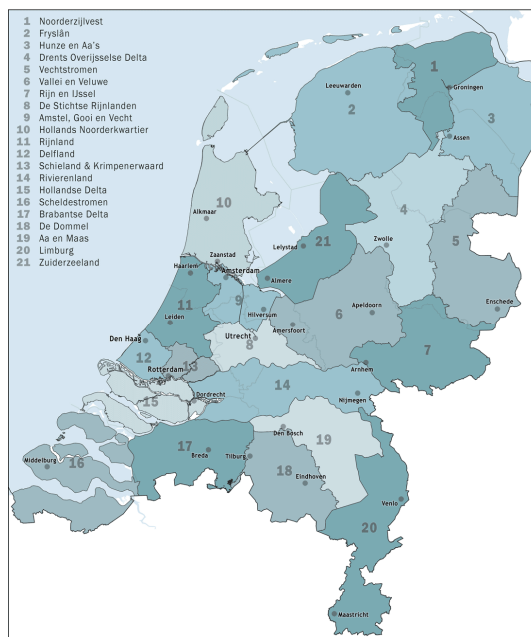 1 Noorderzijlvest
2 Fryslân
3 Hunze en Aa's
4 Drents Overijsselse Delta
5 Vechtstromen
6 Vallei en Veluwe
7 Rijn en IJssel
8 De Stichtse Rijnlanden
9 Amstel, Gooi en Vecht
10 Hollands Noorderkwartier
11 Rijnland
12 Delfland
13 Schieland & Krimpenerwaard
14 Rivierenland
15 Hollandse Delta
16 Scheldestromen
17 Brabantse Delta
18 De Dommel
19 Aa en Maas
20 Limburg
21 Zuiderzeeland
1
Leeuwarden
Groningen
2
3
Assen
10
4
Alkmaar
21
Lelystad
Zwolle
5
Zaanstad
Haarlem
Amsterdam
Almere
11
9
Hilversum
6
Apeldoorn
Enschede
Leiden
Amersfoort
Den Haag
Utrecht
8
7
12
13
Arnhem
Rotterdam
14
Nijmegen
15
Dordrecht
Den Bosch
19
17
Breda
Tilburg
16
Middelburg
18
Eindhoven
Venlo
20
Maastricht